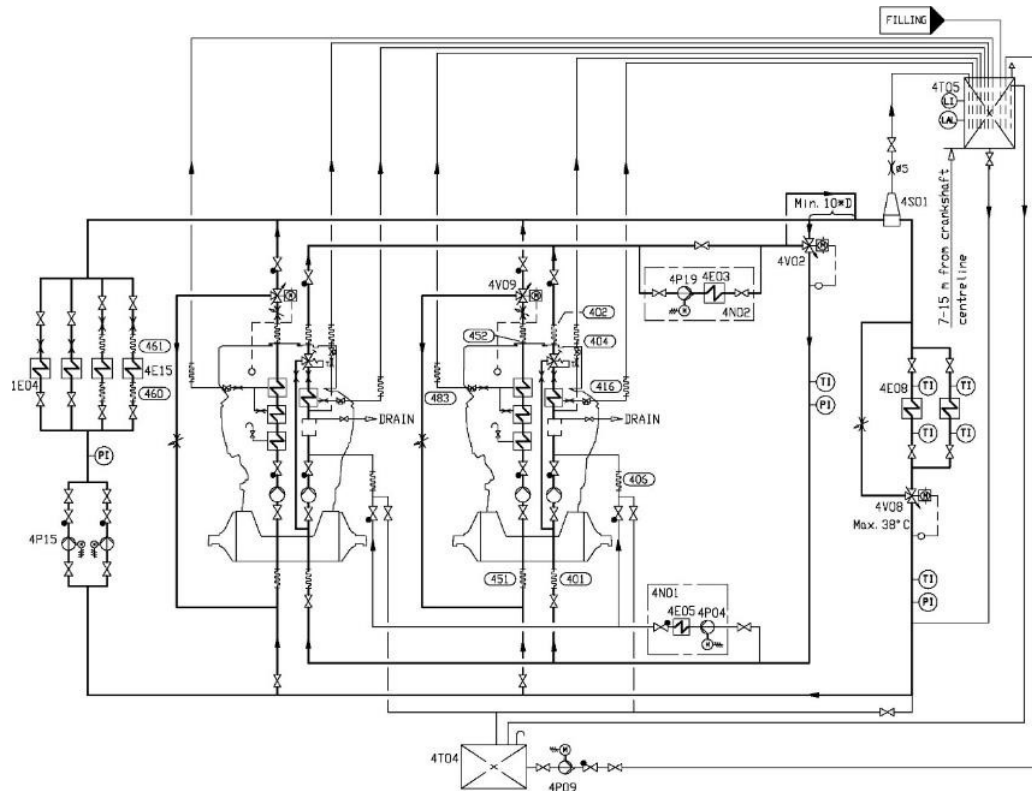 FILLING
4T05
LI
LAL
ø5
4S01
Min. 10*D
4V02
7-15 m from crankshaft
centreline
4P19 4E03
M
4N02
4V09
402
452
404
461
1E04
4E15
460
416
483
DRAIN
DRAIN
TI
PI
TI
TI
4E08
TI
TI
PI
406
4V08
Max. 38°C
4P15
M
M
451
401
4N01
4E05 4P04
M
TI
PI
4T04
M
4P09